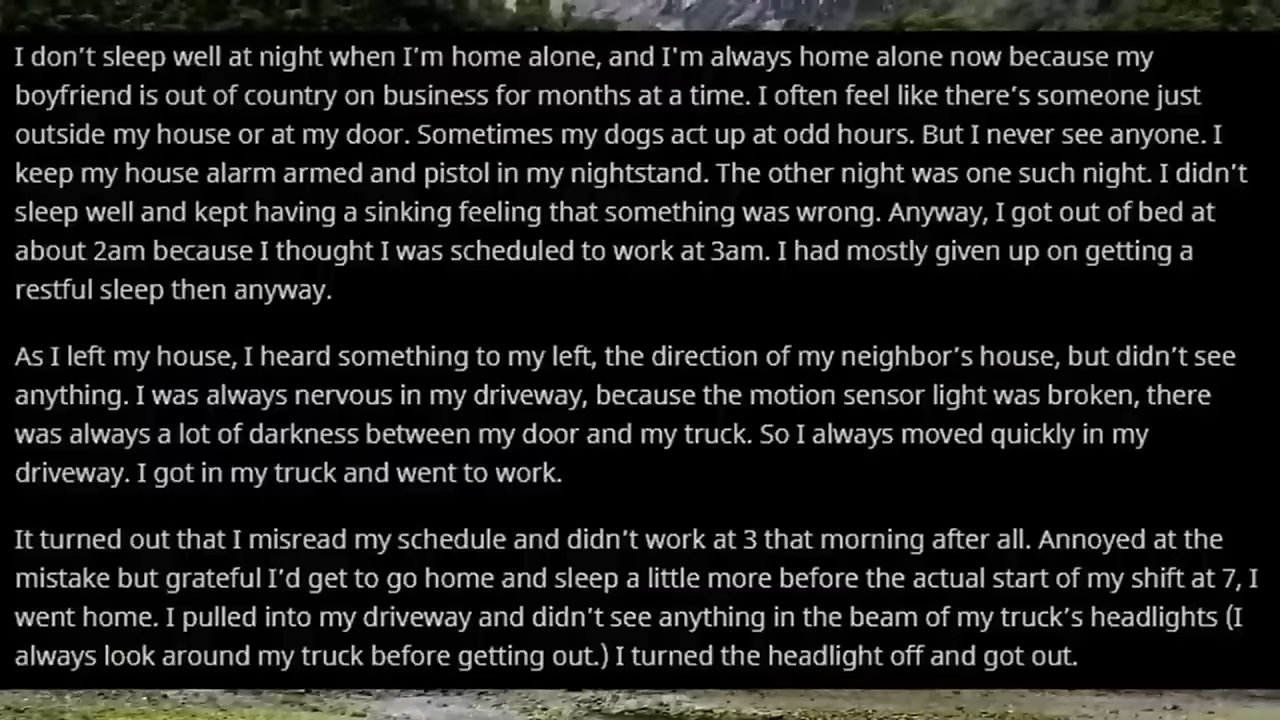 I don't sleep well at night when I'm home alone, and I'm always home alone now because my
boyfriend is out of country on business for months at a time. I often feel like there's someone just
outside my house or at my door. Sometimes my dogs act up at odd hours. But I never see anyone. I
keep my house alarm armed and pistol in my nightstand. The other night was one such night. I didn't
sleep well and kept having a sinking feeling that something was wrong. Anyway, I got out of bed at
about 2am because I thought I was scheduled to work at 3am. I had mostly given up on getting a
restful sleep then anyway.
As I left my house, I heard something to my left, the direction of my neighbor's house, but didn't see
anything. I was always nervous in my driveway, because the motion sensor light was broken, there
was always a lot of darkness between my door and my truck. So I always moved quickly in my
driveway. I got in my truck and went to work.
It turned out that I misread my schedule and didn't work at 3 that morning after all. Annoyed at the
mistake but grateful I'd get to go home and sleep a little more before the actual start of my shift at 7, I
went home. I pulled into my driveway and didn't see anything in the beam of my truck's headlights (I
always look around my truck before getting out.) I turned the headlight off and got out.